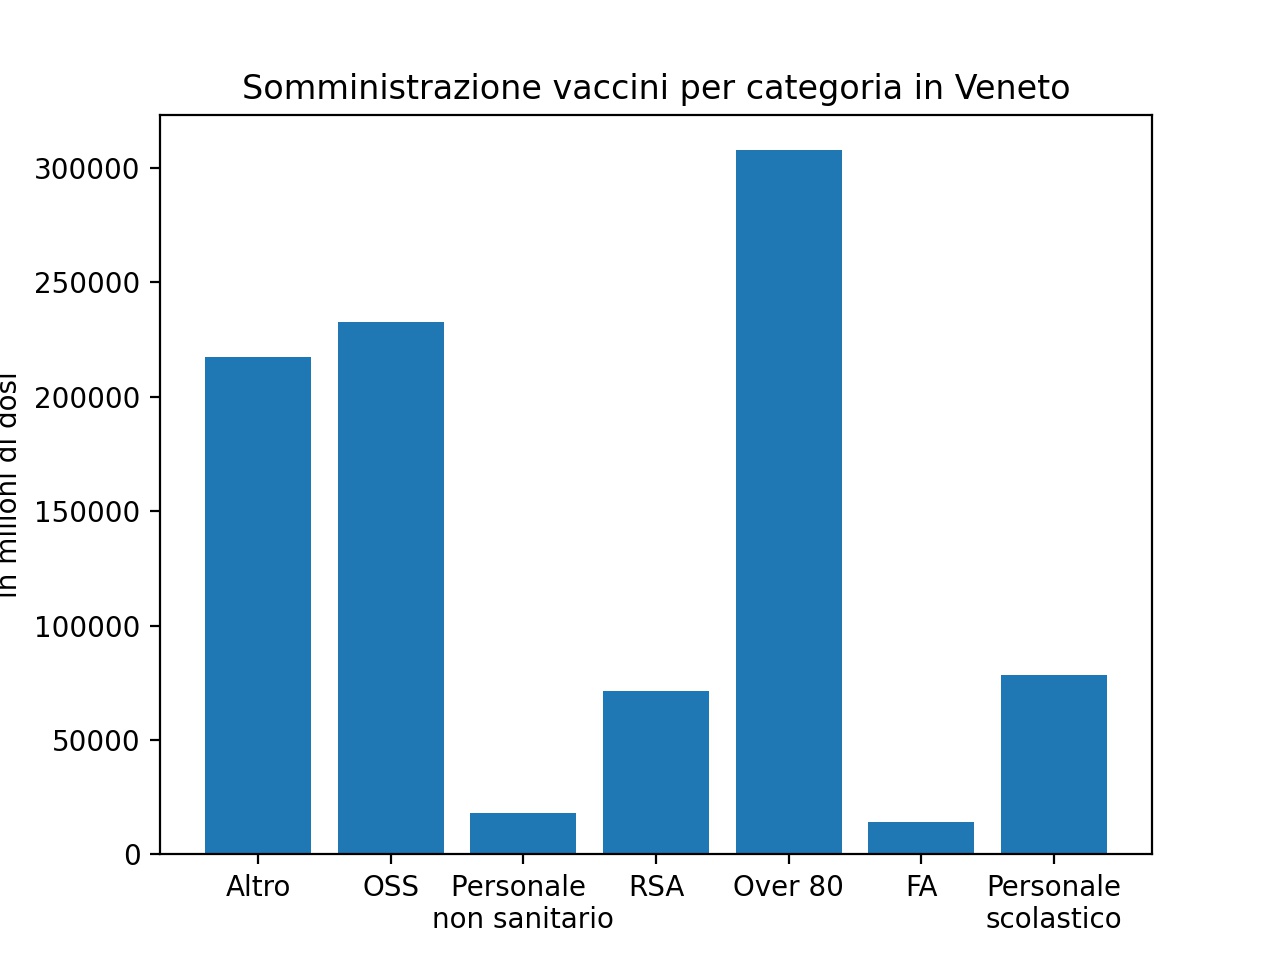 Somministrazione vaccini per categoria in Veneto
300000
250000
200000
150000
100000
50000
0
In milioni di dosi
Altro
OSS
Personale
non sanitario
RSA
Over 80
FA
Personale
scolastico